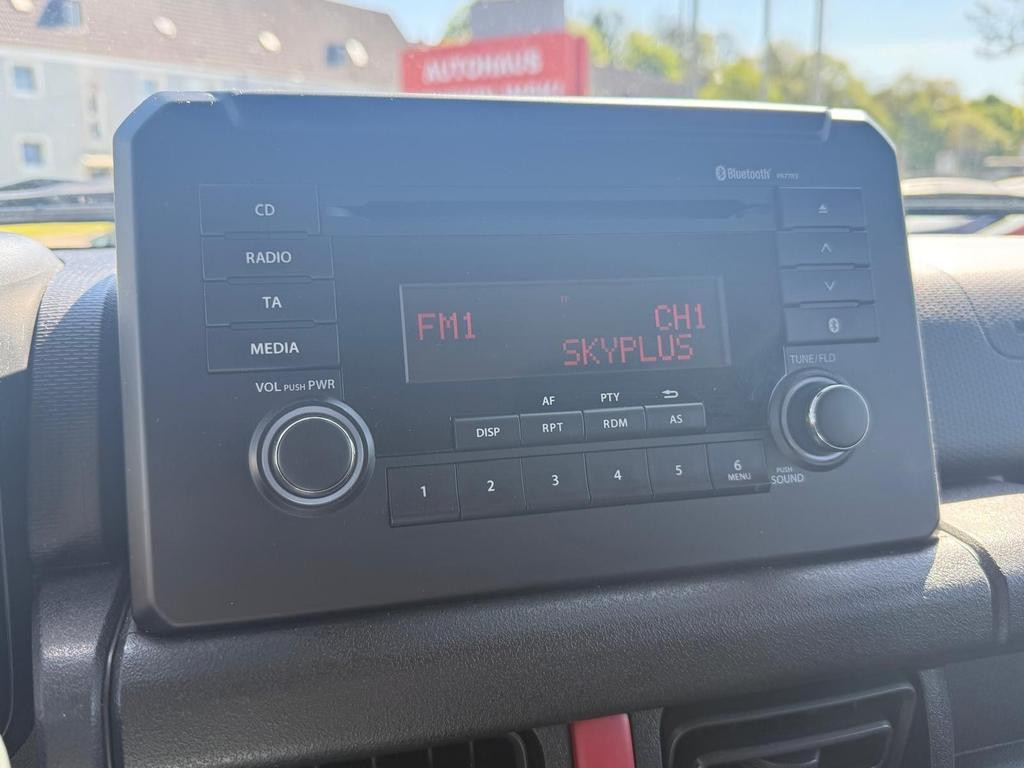 AUTOHAUS
Bluetooth
CD
RADIO
TA
MEDIA
VOL PUSH PWR
TP
FM1 CH1
SKYPLUS
TUNE/FLD
AF PTY
DISP RPT RDM AS
1 2 3 4 5 6
MENU
PUSH
SOUND